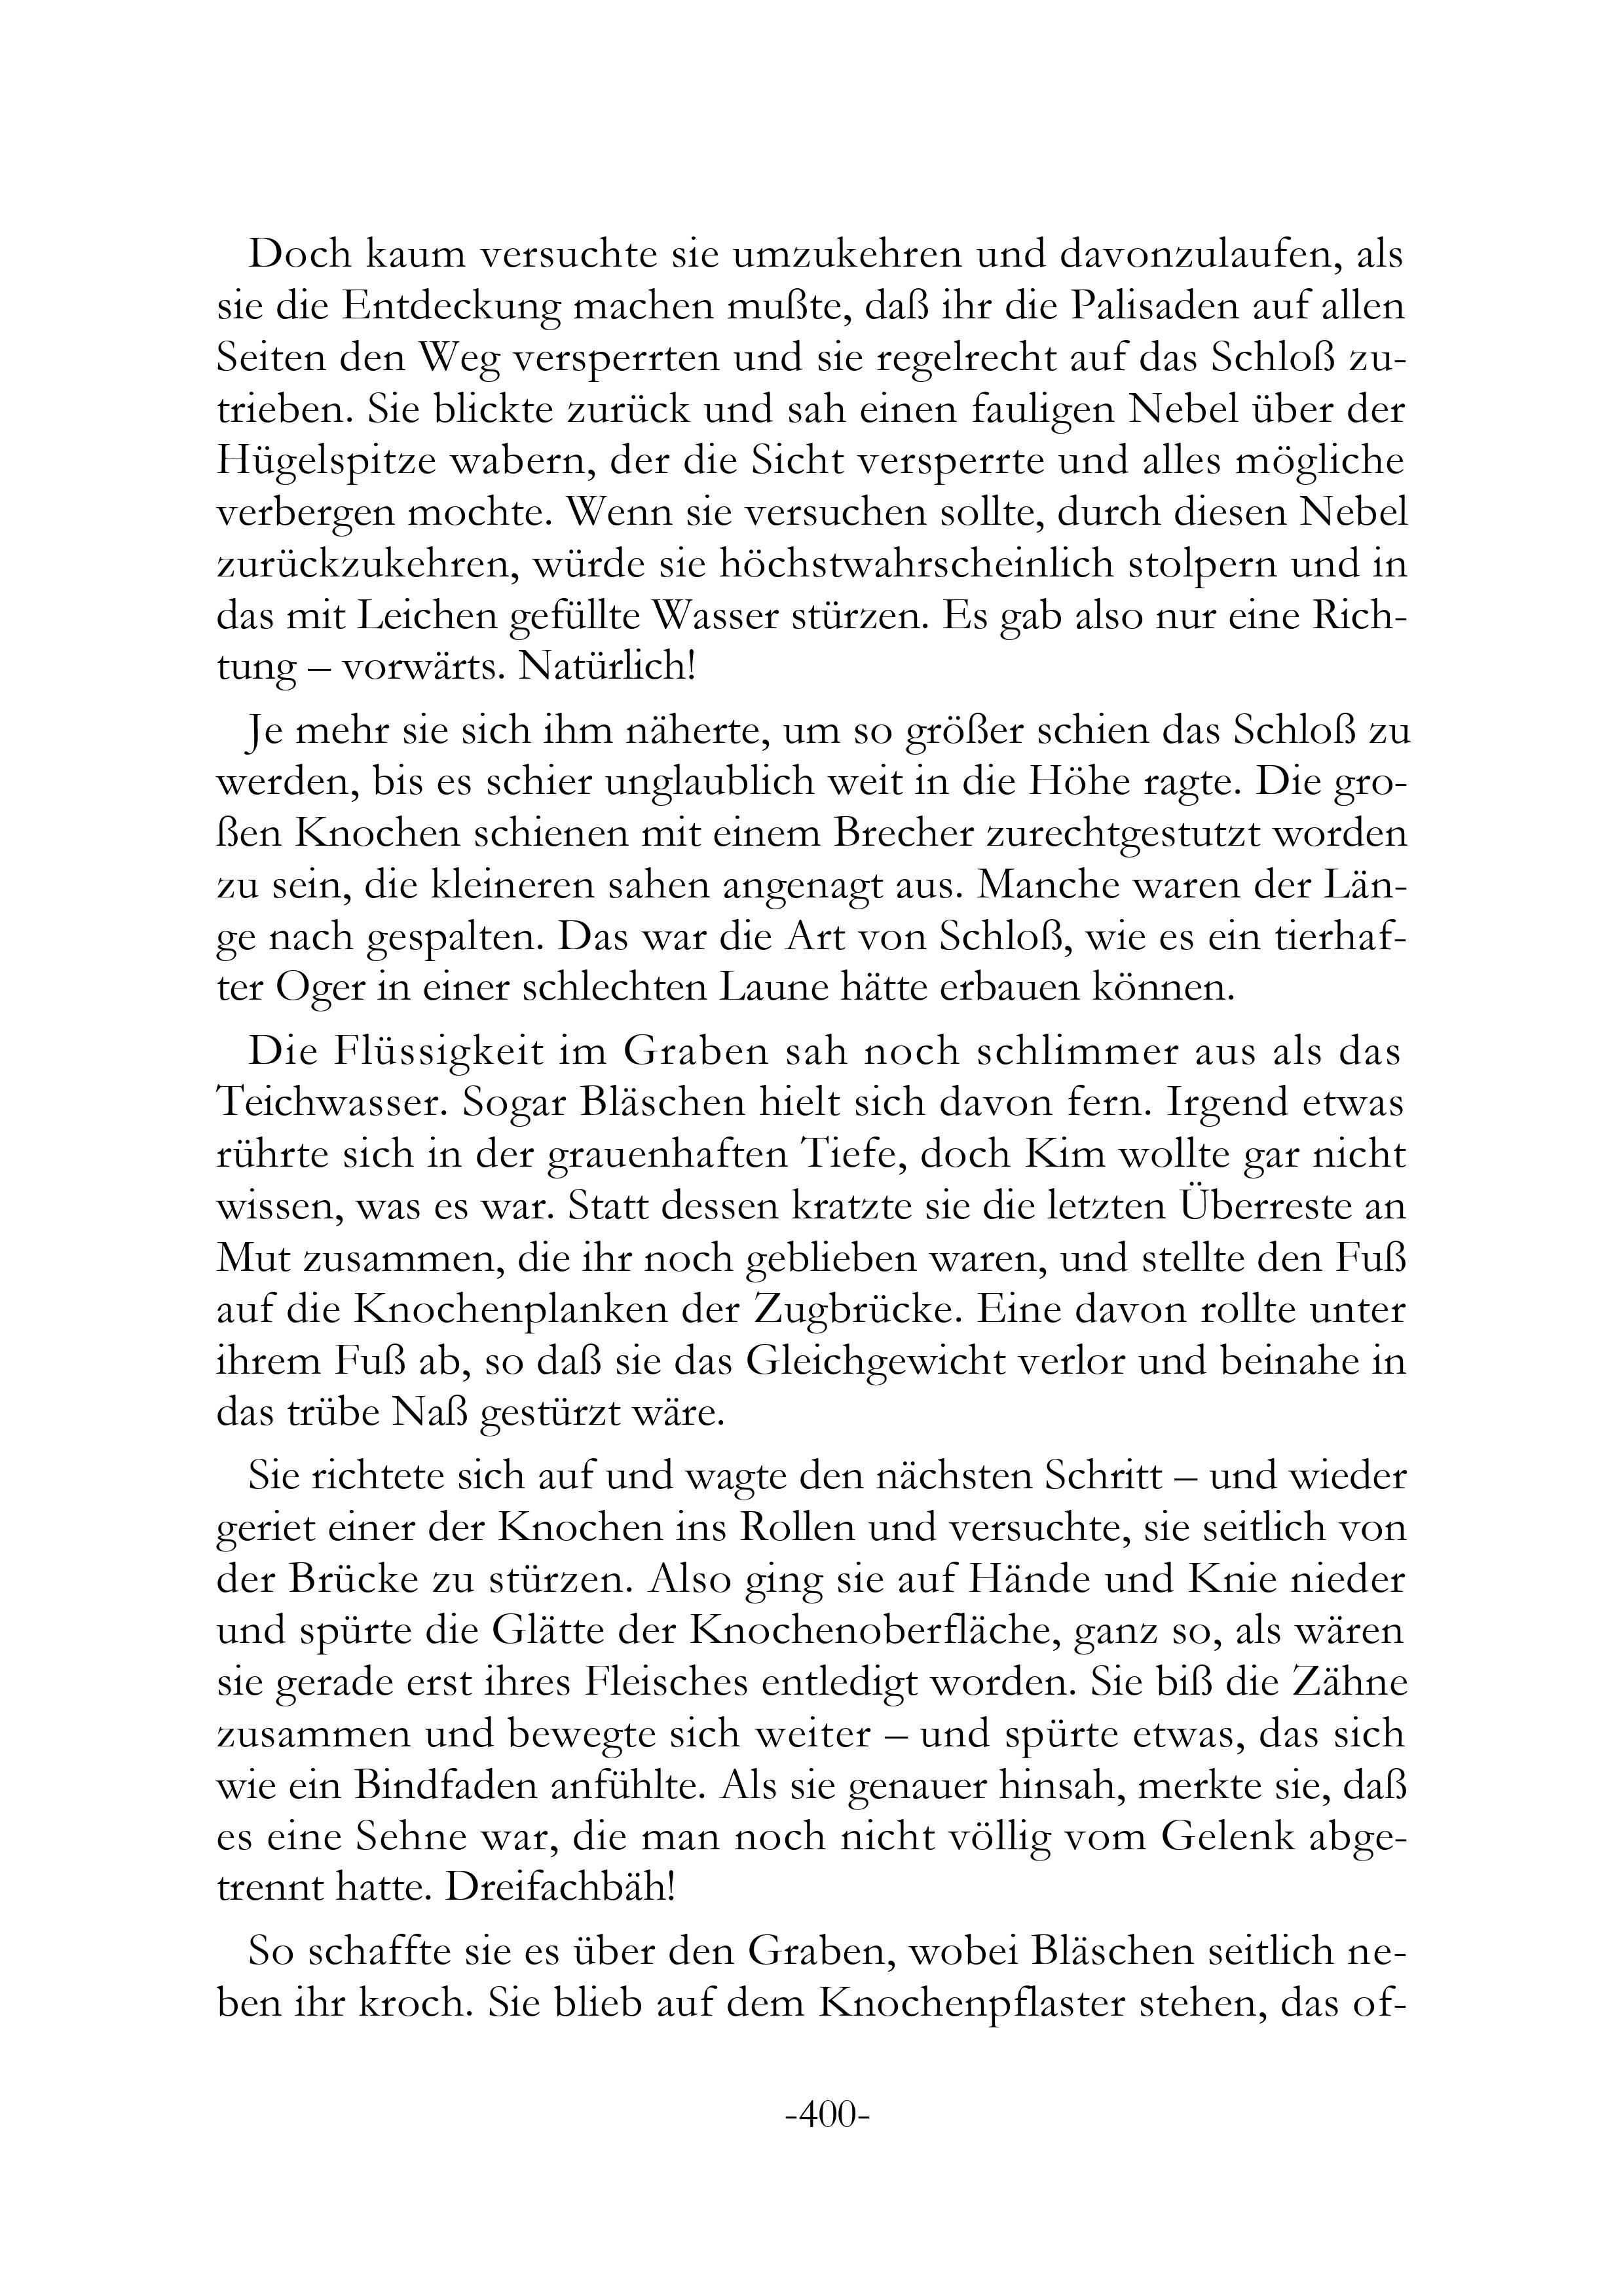 Doch kaum versuchte sie umzukehren und davonzulaufen, als
sie die Entdeckung machen mußte, daß ihr die Palisaden auf allen
Seiten den Weg versperrten und sie regelrecht auf das Schloß zu-
trieben. Sie blickte zurück und sah einen fauligen Nebel über der
Hügelspitze wabern, der die Sicht versperrte und alles mögliche
verbergen mochte. Wenn sie versuchen sollte, durch diesen Nebel
zurückzukehren, würde sie höchstwahrscheinlich stolpern und in
das mit Leichen gefüllte Wasser stürzen. Es gab also nur eine Rich-
tung – vorwärts. Natürlich!
Je mehr sie sich ihm näherte, um so größer schien das Schloß zu
werden, bis es schier unglaublich weit in die Höhe ragte. Die gro-
ßen Knochen schienen mit einem Brecher zurechtgestutzt worden
zu sein, die kleineren sahen angenagt aus. Manche waren der Län-
ge nach gespalten. Das war die Art von Schloß, wie es ein tierhaf-
ter Oger in einer schlechten Laune hätte erbauen können.
Die Flüssigkeit im Graben sah noch schlimmer aus als das
Teichwasser. Sogar Bläschen hielt sich davon fern. Irgend etwas
rührte sich in der grauenhaften Tiefe, doch Kim wollte gar nicht
wissen, was es war. Statt dessen kratzte sie die letzten Überreste an
Mut zusammen, die ihr noch geblieben waren, und stellte den Fuß
auf die Knochenplanken der Zugbrücke. Eine davon rollte unter
ihrem Fuß ab, so daß sie das Gleichgewicht verlor und beinahe in
das trübe Naß gestürzt wäre.
Sie richtete sich auf und wagte den nächsten Schritt – und wieder
geriet einer der Knochen ins Rollen und versuchte, sie seitlich von
der Brücke zu stürzen. Also ging sie auf Hände und Knie nieder
und spürte die Glätte der Knochenoberfläche, ganz so, als wären
sie gerade erst ihres Fleisches entledigt worden. Sie biß die Zähne
zusammen und bewegte sich weiter – und spürte etwas, das sich
wie ein Bindfaden anfühlte. Als sie genauer hinsah, merkte sie, daß
es eine Sehne war, die man noch nicht völlig vom Gelenk abge-
trennt hatte. Dreifachbäh!
So schaffte sie es über den Graben, wobei Bläschen seitlich ne-
ben ihr kroch. Sie blieb auf dem Knochenpflaster stehen, das of-
-400-